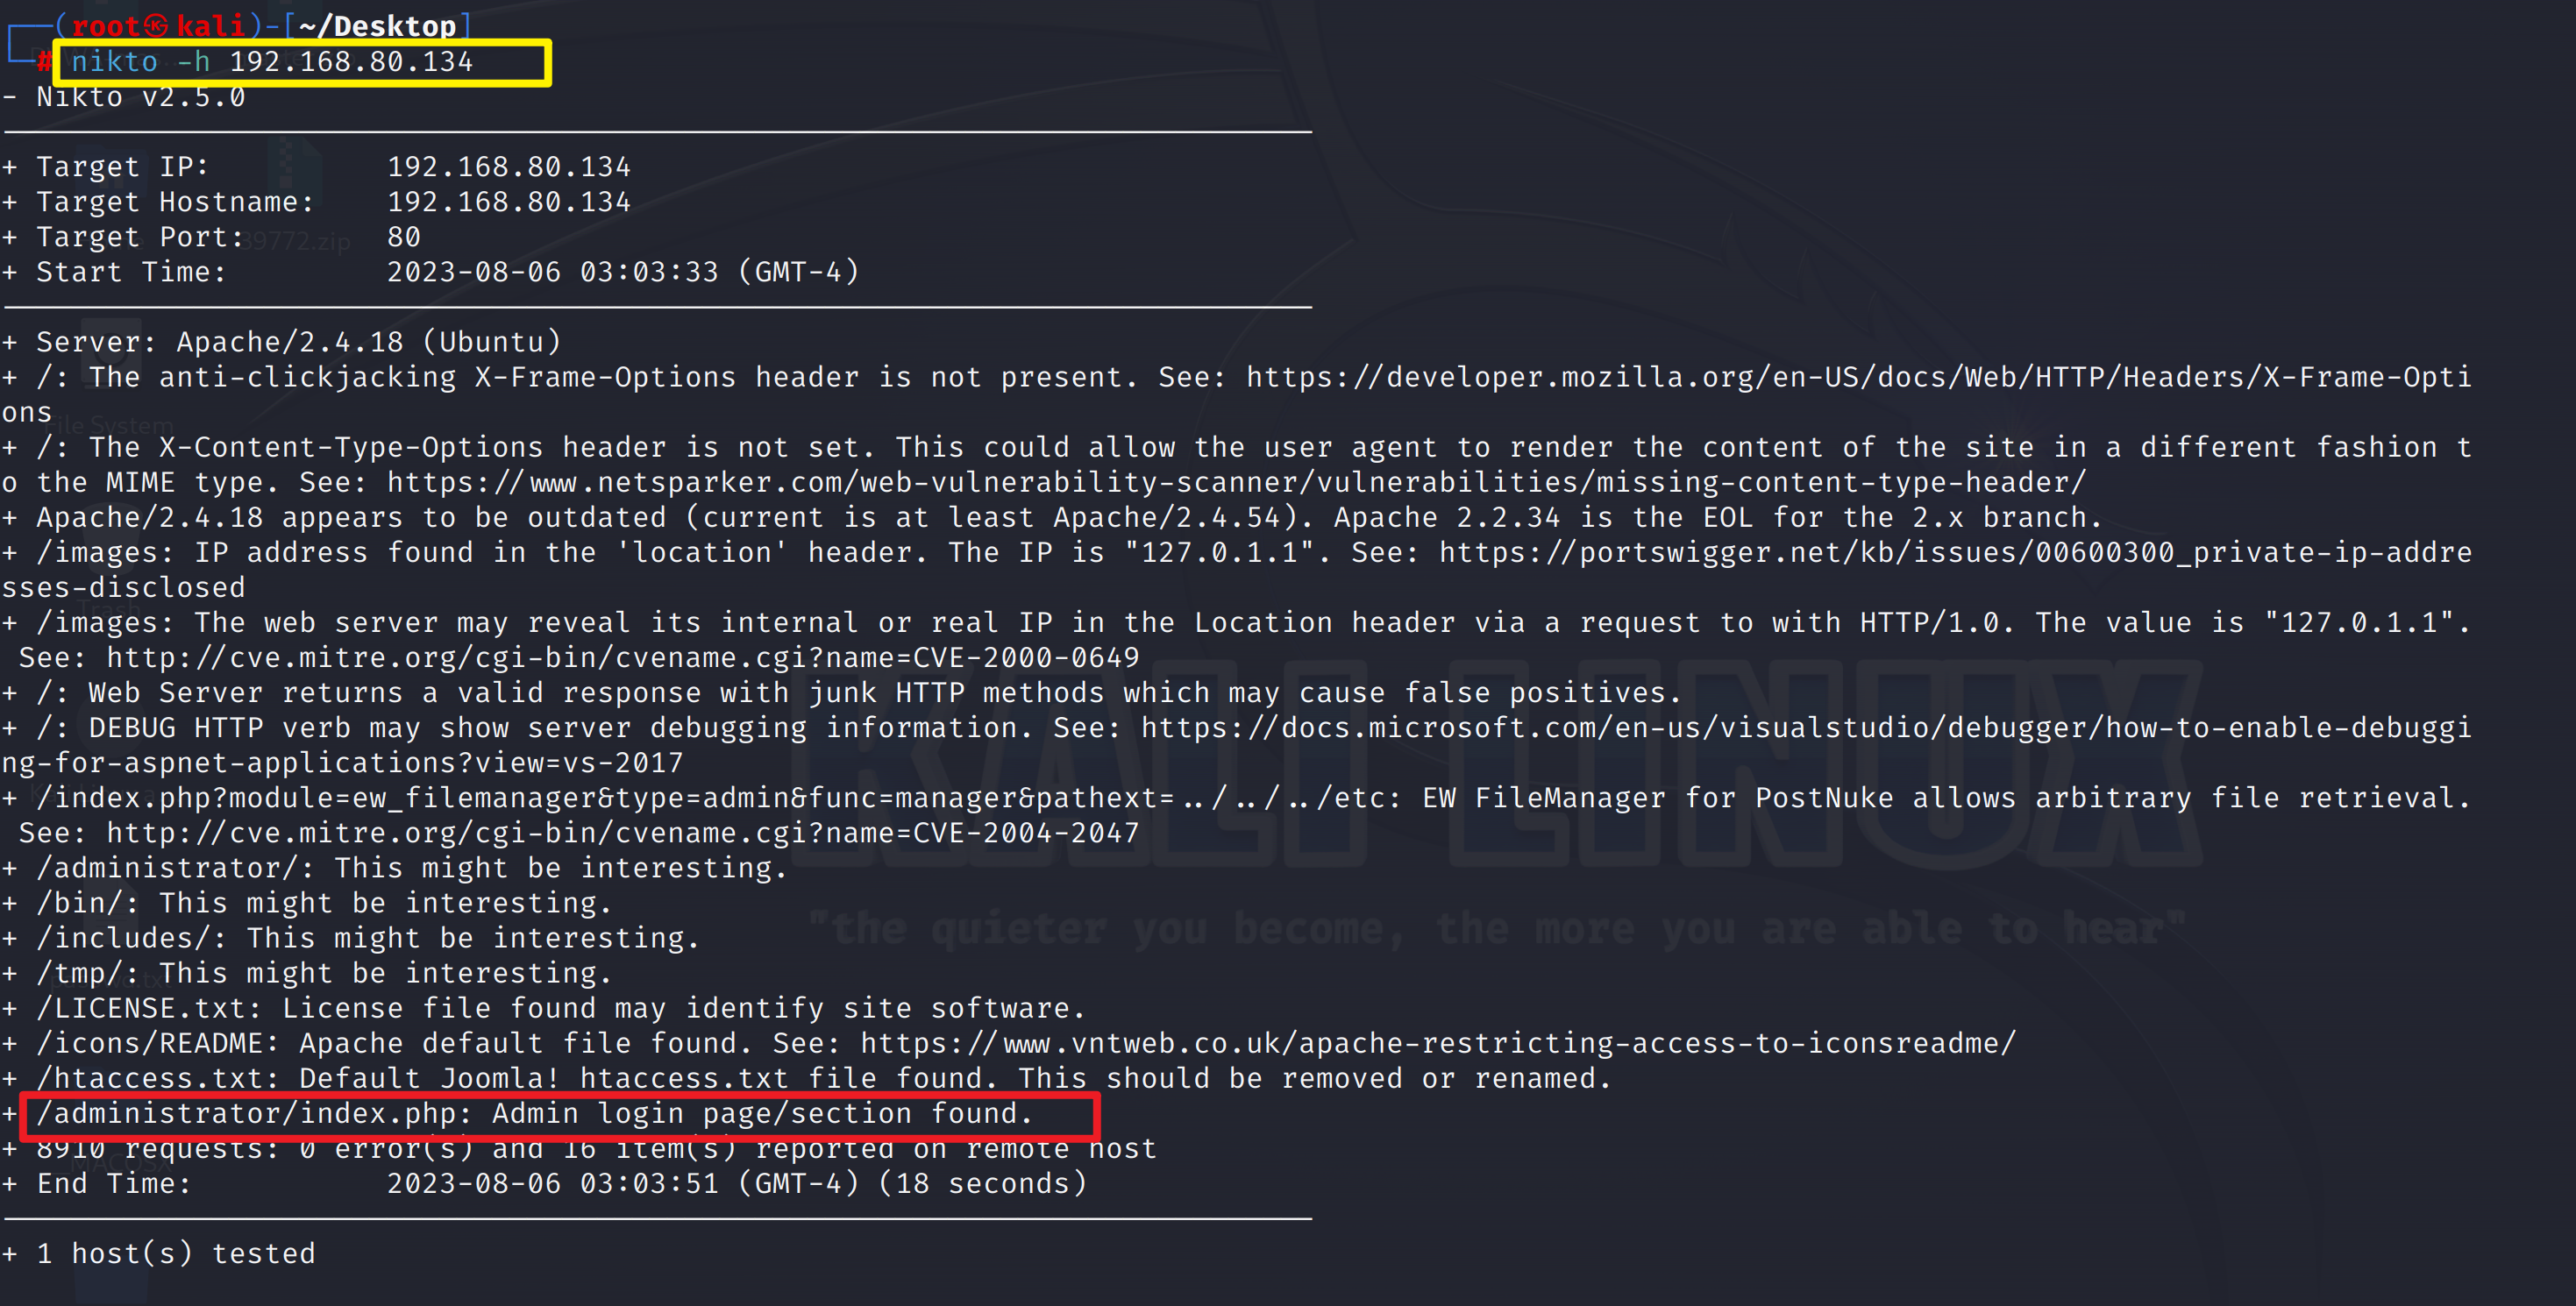 (root㉿kali)-[~/Desktop]
# nikto -h 192.168.80.134
- Nikto v2.5.0
+ Target IP: 192.168.80.134
+ Target Hostname: 192.168.80.134
+ Target Port: 80
39772.zip
+ Start Time: 2023-08-06 03:03:33 (GMT-4)
+ Server: Apache/2.4.18 (Ubuntu)
+ /: The anti-clickjacking X-Frame-Options header is not present. See: https://developer.mozilla.org/en-US/docs/Web/HTTP/Headers/X-Frame-Opti
ons
File System
+ /: The X-Content-Type-Options header is not set. This could allow the user agent to render the content of the site in a different fashion t
o the MIME type. See: https://www.netsparker.com/web-vulnerability-scanner/vulnerabilities/missing-content-type-header/
+ Apache/2.4.18 appears to be outdated (current is at least Apache/2.4.54). Apache 2.2.34 is the EOL for the 2.x branch.
+ /images: IP address found in the 'location' header. The IP is "127.0.1.1". See: https://portswigger.net/kb/issues/00600300_private-ip-addre
sses-disclosed
Trash
+ /images: The web server may reveal its internal or real IP in the Location header via a request to with HTTP/1.0. The value is "127.0.1.1".
See: http://cve.mitre.org/cgi-bin/cvename.cgi?name=CVE-2000-0649
+ /: Web Server returns a valid response with junk HTTP methods which may cause false positives.
+ /: DEBUG HTTP verb may show server debugging information. See: https://docs.microsoft.com/en-us/visualstudio/debugger/how-to-enable-debuggi
ng-for-aspnet-applications?view=vs-2017
KALI LINUX
+ /index.php?module=ew_filemanager&type=admin&func=manager&pathext=../../../etc: EW FileManager for PostNuke allows arbitrary file retrieval.
See: http://cve.mitre.org/cgi-bin/cvename.cgi?name=CVE-2004-2047
+ /administrator/: This might be interesting.
+ /bin/: This might be interesting.
"the quieter you become, the more you are able to hear"
+ /includes/: This might be interesting.
+ /tmp/: This might be interesting.
+ /LICENSE.txt: License file found may identify site software.
+ /icons/README: Apache default file found. See: https://www.vntweb.co.uk/apache-restricting-access-to-iconsreadme/
+ /htaccess.txt: Default Joomla! htaccess.txt file found. This should be removed or renamed.
+ /administrator/index.php: Admin login page/section found.
+ 8910 requests: 0 error(s) and 16 item(s) reported on remote host
__MACOSX
+ End Time: 2023-08-06 03:03:51 (GMT-4) (18 seconds)
+ 1 host(s) tested